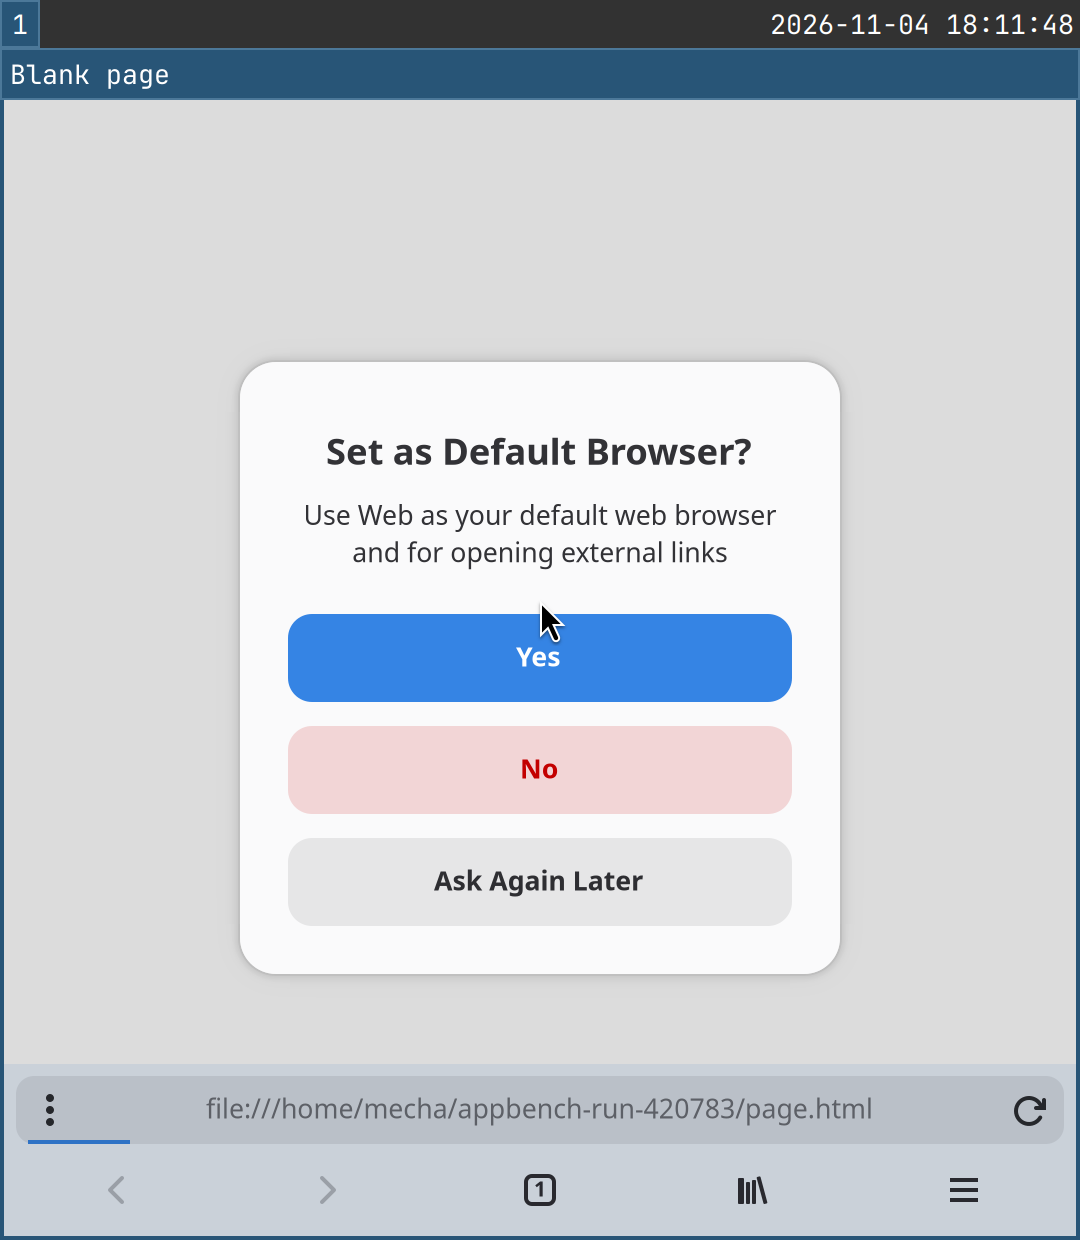 1
2026-11-04 18:11:48
Blank page
Set as Default Browser?
Use Web as your default web browser
and for opening external links
Yes
No
Ask Again Later
file:///home/mecha/appbench-run-420783/page.html
1